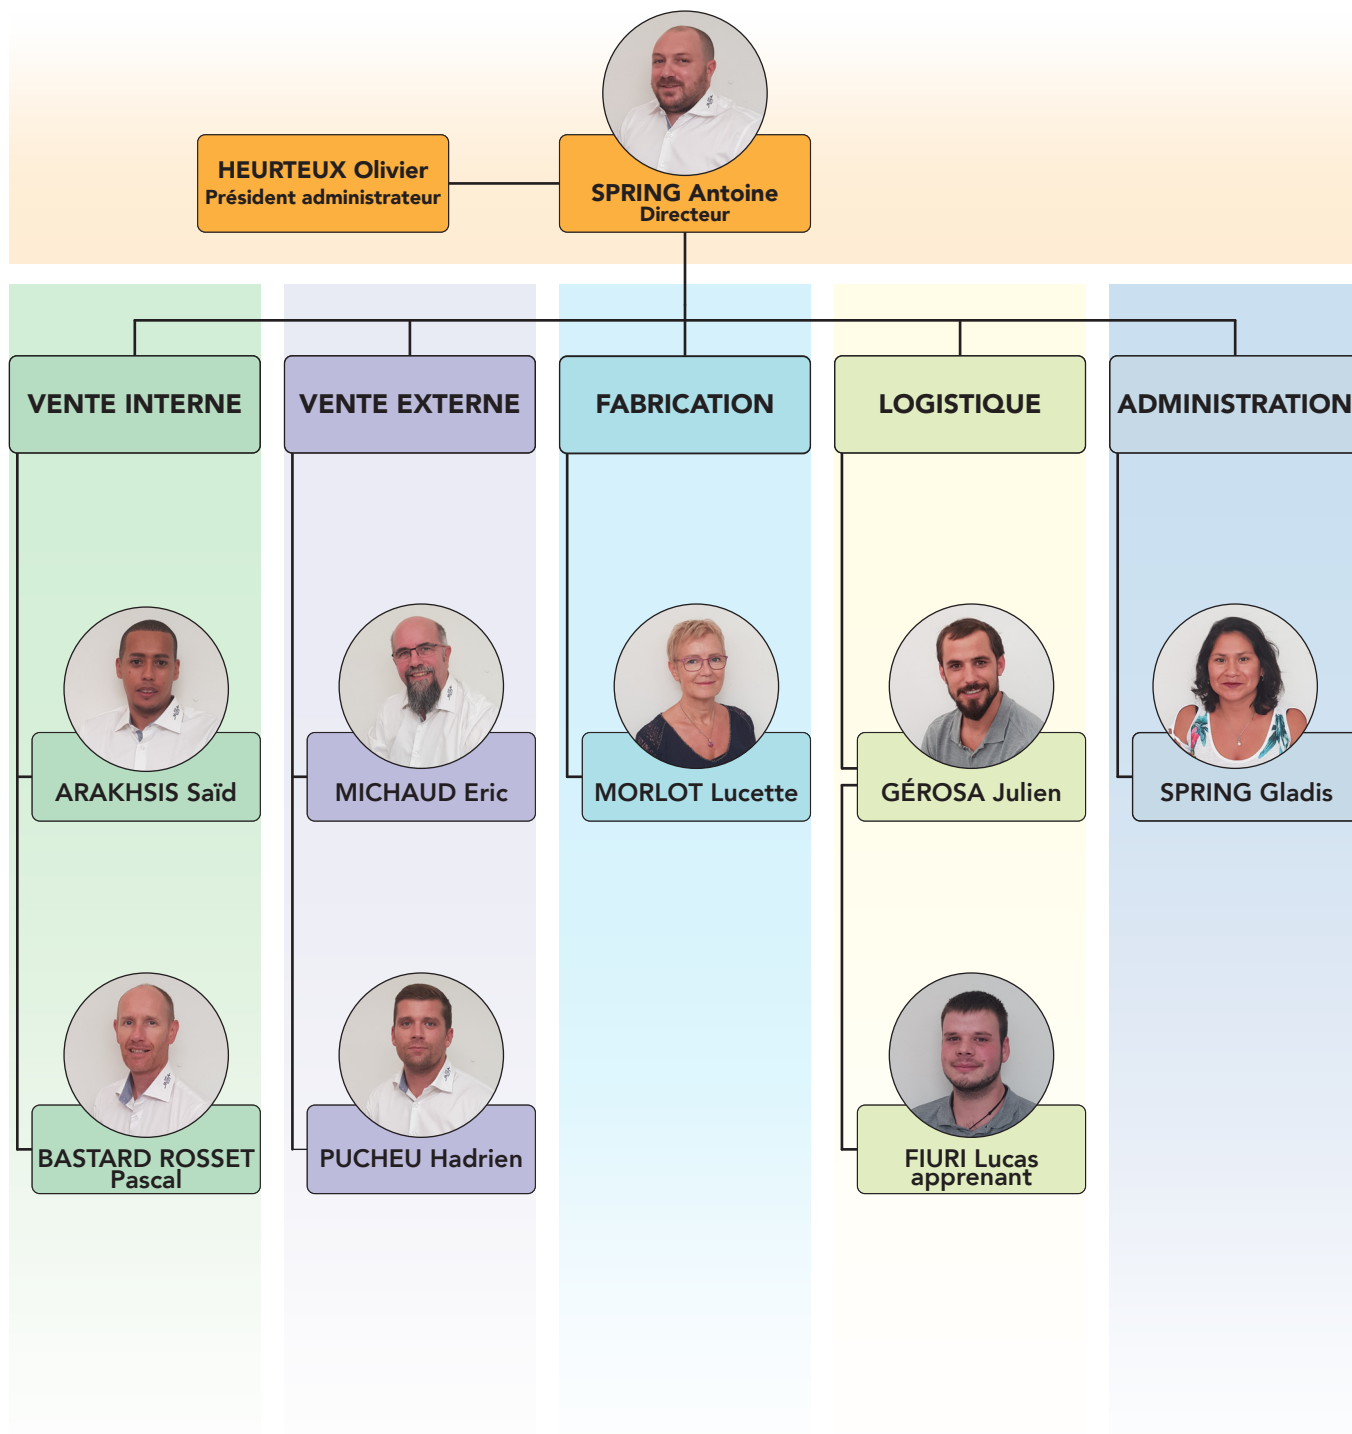 HEURTEUX Olivier
Président administrateur
SPRING Antoine
Directeur
VENTE INTERNE
VENTE EXTERNE
FABRICATION
LOGISTIQUE
ADMINISTRATION
ARAKHSIS Saïd
MICHAUD Eric
MORLOT Lucette
GÉROSA Julien
SPRING Gladis
BASTARD ROSSET
Pascal
PUCHEU Hadrien
FIURI Lucas
apprenant